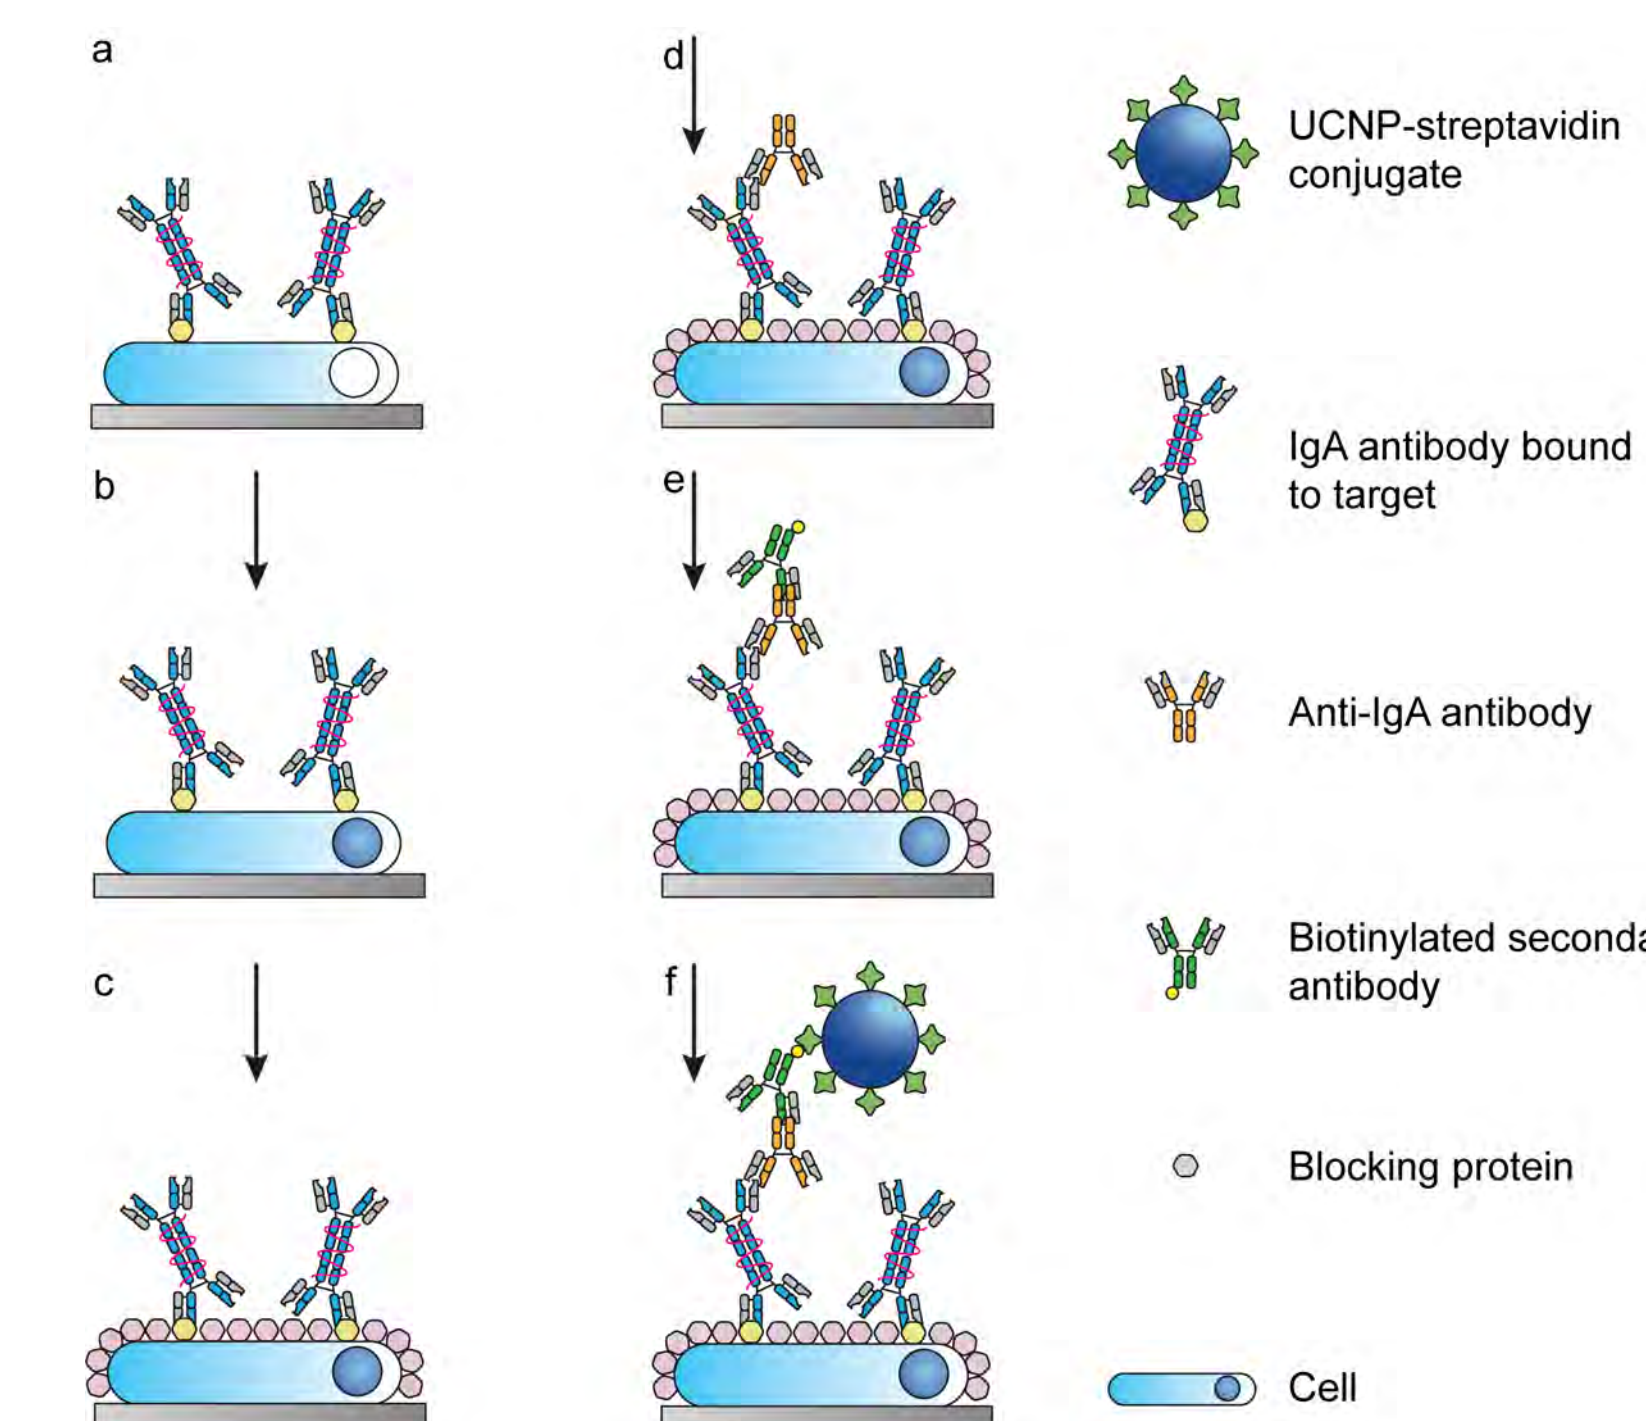 a
b
c
d
e
f
UCNP-streptavidin
conjugate
IgA antibody bound
to target
Anti-IgA antibody
Biotinylated seconda
antibody
Blocking protein
Cell